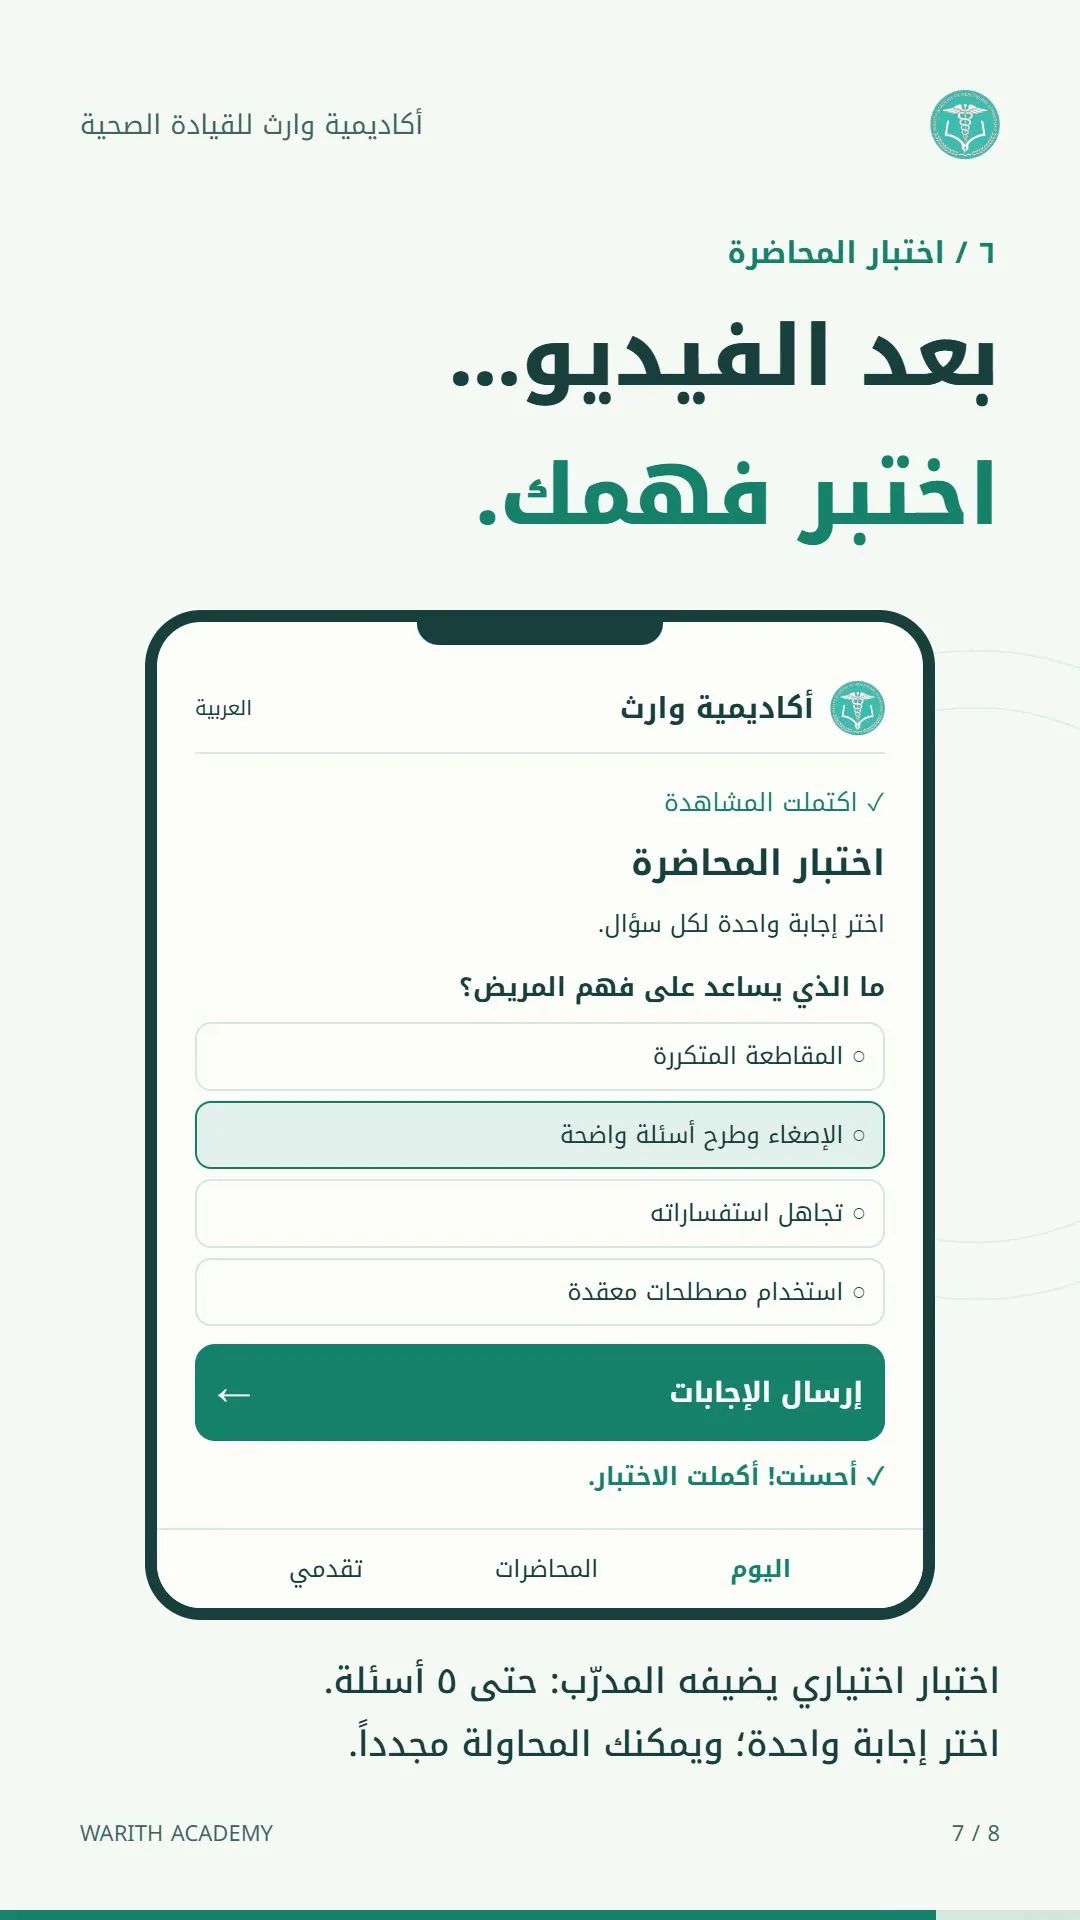 أكاديمية وارث للقيادة الصحية
٦ / اختبار المحاضرة
بعد الفيديو...
اختبر فهمك.
أكاديمية وارث
العربية
✓ اكتملت المشاهدة
اختبار المحاضرة
اختر إجابة واحدة لكل سؤال.
ما الذي يساعد على فهم المريض؟
○ المقاطعة المتكررة
○ الإصغاء وطرح أسئلة واضحة
○ تجاهل استفساراته
○ استخدام مصطلحات معقدة
إرسال الإجابات ←
✓ أحسنت! أكملت الاختبار.
اليوم
المحاضرات
تقدمي
اختبار اختياري يضيفه المدرّب: حتى ٥ أسئلة.
اختر إجابة واحدة؛ ويمكنك المحاولة مجدداً.
WARITH ACADEMY
7 / 8